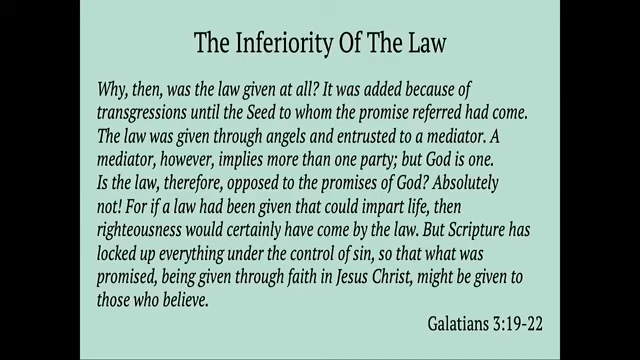 The Inferiority Of The Law
Why, then, was the law given at all? It was added because of
transgressions until the Seed to whom the promise referred had come.
The law was given through angels and entrusted to a mediator. A
mediator, however, implies more than one party; but God is one.
Is the law, therefore, opposed to the promises of God? Absolutely
not! For if a law had been given that could impart life, then
righteousness would certainly have come by the law. But Scripture has
locked up everything under the control of sin, so that what was
promised, being given through faith in Jesus Christ, might be given to
those who believe.
Galatians 3:19-22